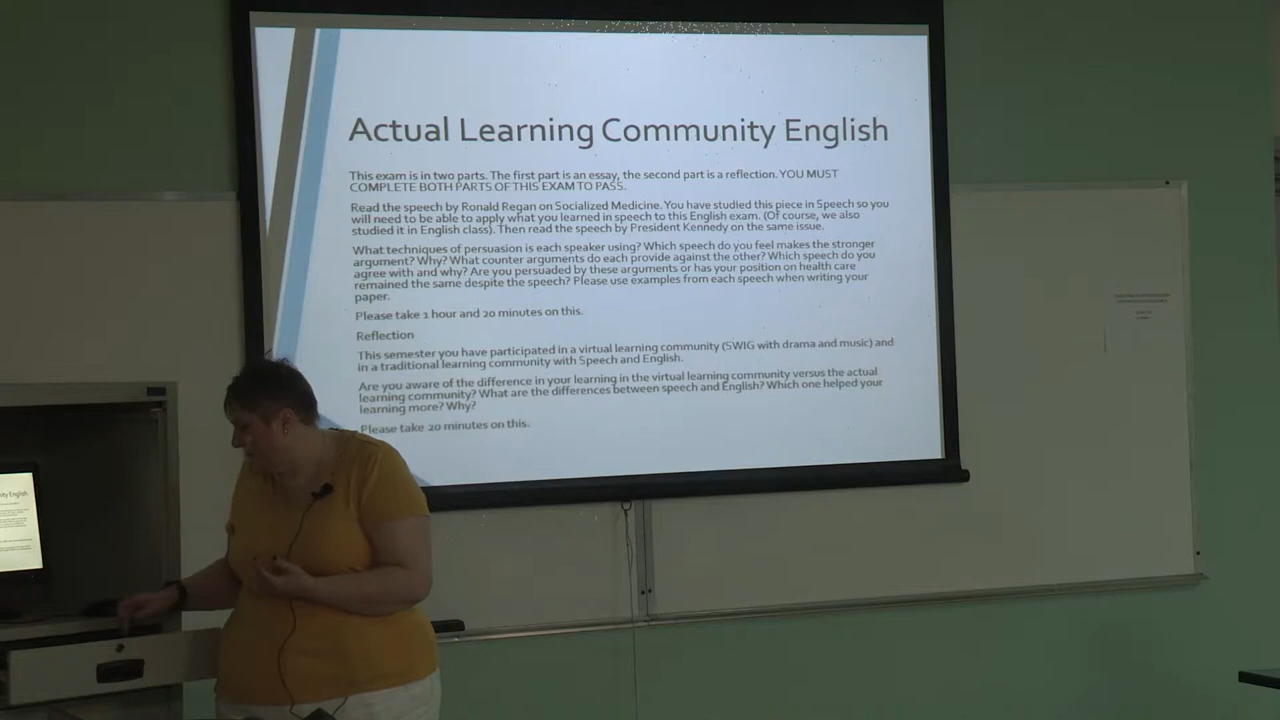 Actual Learning Community English
This exam is in two parts. The first part is an essay, the second part is a reflection. YOU MUST
COMPLETE BOTH PARTS OF THIS EXAM TO PASS.
Read the speech by Ronald Regan on Socialized Medicine. You have studied this piece in Speech so you
will need to be able to apply what you learned in speech to this English exam. (Of course, we also
studied it in English class). Then read the speech by President Kennedy on the same issue.
What techniques of persuasion is each speaker using? Which speech do you feel makes the stronger
argument? Why? What counter arguments do each provide against the other? Which speech do you
agree with and why? Are you persuaded by these arguments or has your position on health care
remained the same despite the speech? Please use examples from each speech when writing your
paper.
Please take 1 hour and 20 minutes on this.
Reflection
This semester you have participated in a virtual learning community (SWIG with drama and music) and
in a traditional learning community with Speech and English.
Are you aware of the difference in your learning in the virtual learning community versus the actual
learning community? What are the differences between speech and English? Which one helped your
learning more? Why?
Please take 20 minutes on this.
ity English